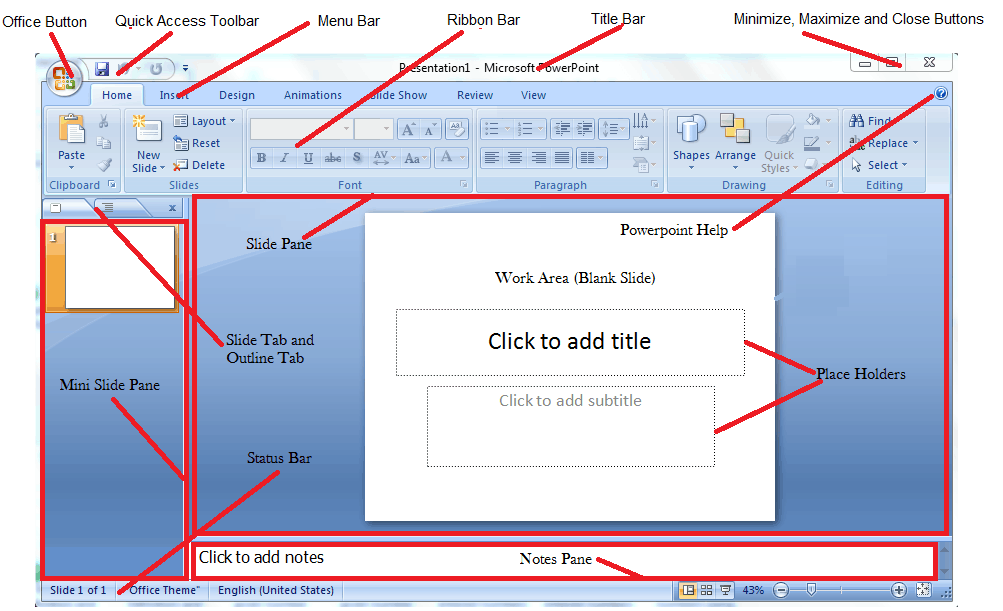 Office Button
Quick Access Toolbar
Menu Bar
Ribbon Bar
Title Bar
Minimize, Maximize and Close Buttons
Presentation1 - Microsoft PowerPoint
Home Insert Design Animations Slide Show Review View
Paste
Clipboard
New
Slide
Layout
Reset
Delete
Slides
B I U abc S AV Aa A
Font
Paragraph
Shapes
Arrange
Quick
Styles
Drawing
Find
Replace
Select
Editing
1
Slide Pane
Powerpoint Help
Work Area (Blank Slide)
Slide Tab and
Outline Tab
Click to add title
Mini Slide Pane
Place Holders
Click to add subtitle
Status Bar
Click to add notes
Notes Pane
Slide 1 of 1
Office Theme"
English (United States)
43%